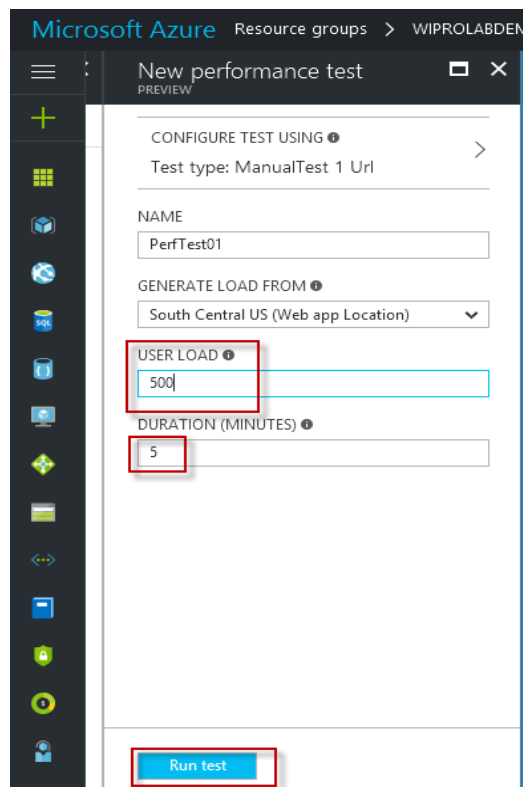 Microsoft Azure Resource groups > WIPROLABDEN
New performance test
PREVIEW
CONFIGURE TEST USING
Test type: ManualTest 1 Url
NAME
PerfTest01
GENERATE LOAD FROM
South Central US (Web app Location)
USER LOAD
500
DURATION (MINUTES)
5
Run test